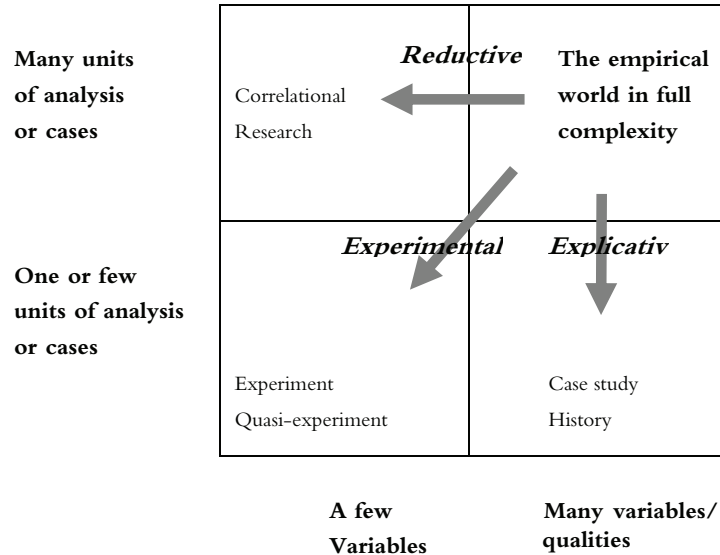 Many units
of analysis
or cases
Reductive
Correlational
Research
The empirical
world in full
complexity
Experimental
Explicativ
One or few
units of analysis
or cases
Experiment
Quasi-experiment
Case study
History
A few
Variables
Many variables/
qualities